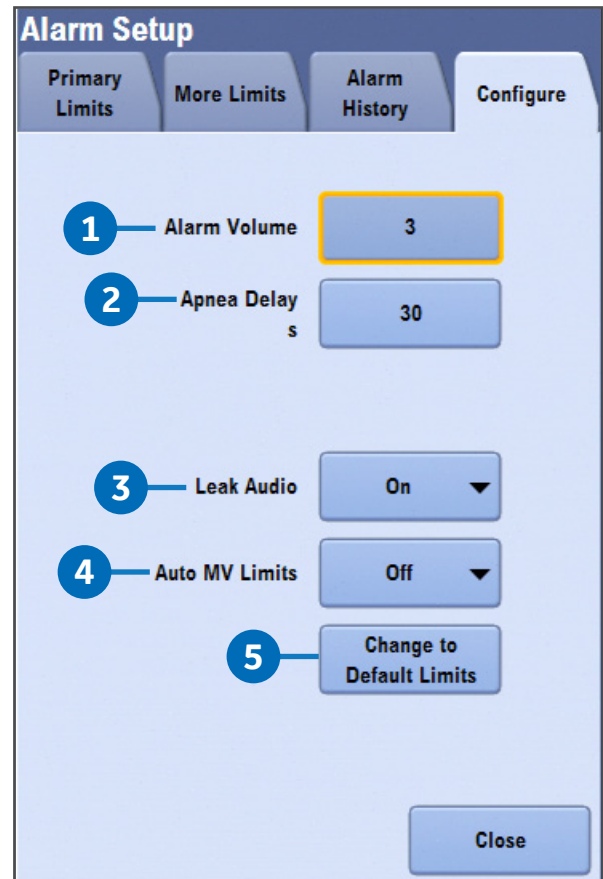 Alarm Setup
Primary
Limits
More Limits
Alarm
History
Configure
1
Alarm Volume
3
2
Apnea Delay
s
30
3
Leak Audio
On
4
Auto MV Limits
Off
5
Change to
Default Limits
Close